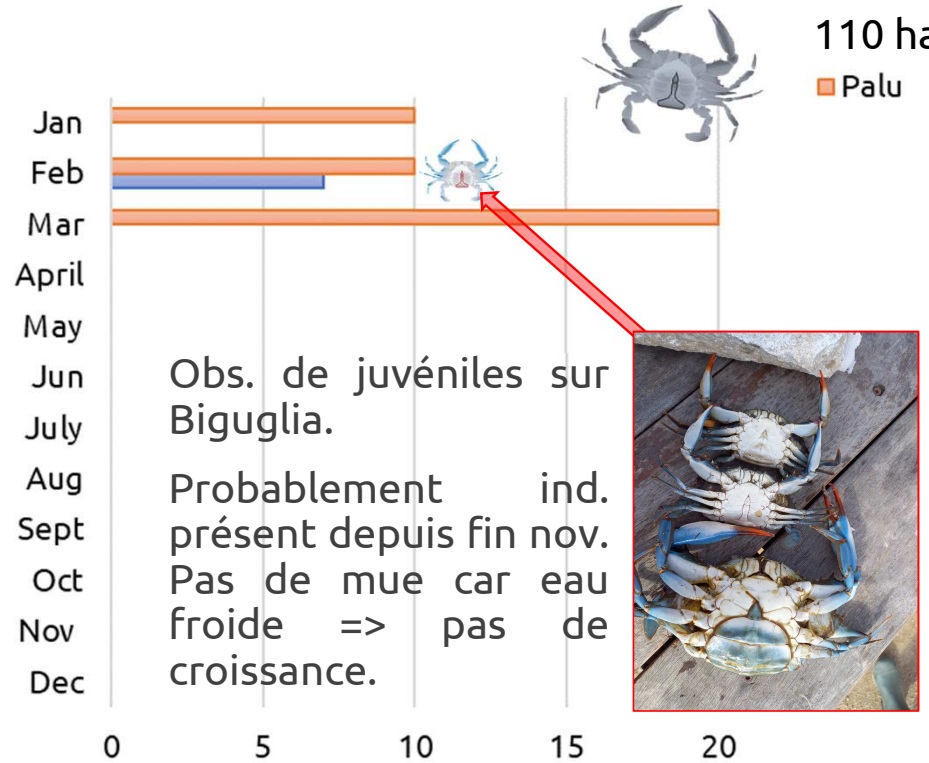 110 ha
Palu
Jan
Feb
Mar
April
May
Jun
July
Aug
Sept
Oct
Nov
Dec
Obs. de juvéniles sur
Biguglia.
Probablement ind.
présent depuis fin nov.
Pas de mue car eau
froide => pas de
croissance.
0 5 10 15 20